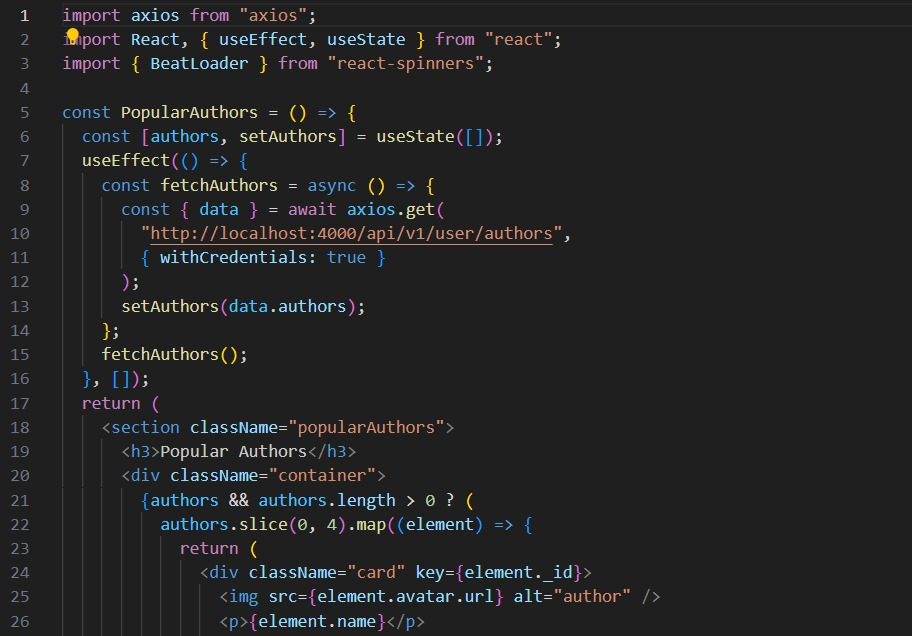 1 import axios from "axios";
2 import React, { useEffect, useState } from "react";
3 import { BeatLoader } from "react-spinners";
4
5 const PopularAuthors = () => {
6   const [authors, setAuthors] = useState([]);
7   useEffect(() => {
8     const fetchAuthors = async () => {
9       const { data } = await axios.get(
10         "http://localhost:4000/api/v1/user/authors",
11         { withCredentials: true }
12       );
13       setAuthors(data.authors);
14     };
15     fetchAuthors();
16   }, []);
17   return (
18     <section className="popularAuthors">
19       <h3>Popular Authors</h3>
20       <div className="container">
21         {authors && authors.length > 0 ? (
22           authors.slice(0, 4).map((element) => {
23             return (
24               <div className="card" key={element._id}>
25                 <img src={element.avatar.url} alt="author" />
26                 <p>{element.name}</p>